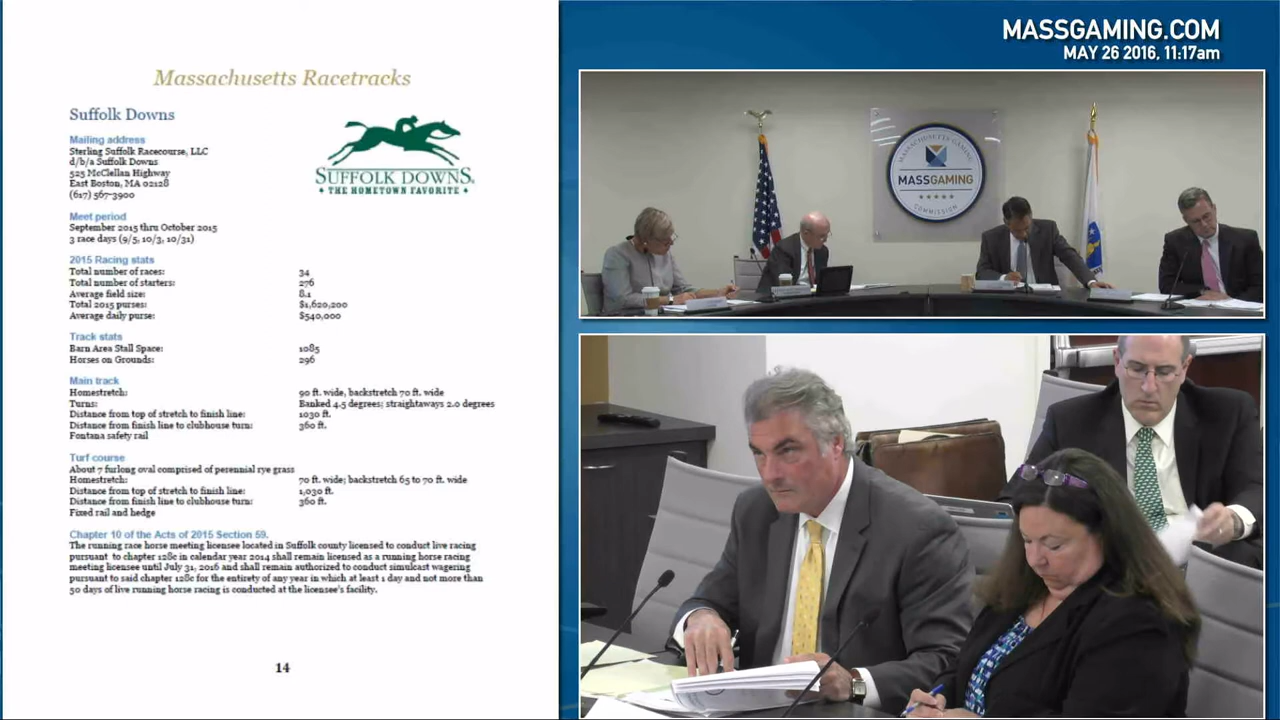 Massachusetts Racetracks
Suffolk Downs
Mailing address
Sterling Suffolk Racecourse, LLC
d/b/a Suffolk Downs
525 McClellan Highway
East Boston, MA 02128
(617) 567-3900
SUFFOLK DOWNS®
• THE HOMETOWN FAVORITE •
Meet period
September 2015 thru October 2015
3 race days (9/5, 10/3, 10/31)
2015 Racing stats
Total number of races: 34
Total number of starters: 276
Average field size: 8.1
Total 2015 purses: $1,620,200
Average daily purse: $540,000
Track stats
Barn Area Stall Space: 1085
Horses on Grounds: 296
Main track
Homestretch: 90 ft. wide, backstretch 70 ft. wide
Turns: Banked 4.5 degrees; straightaways 2.0 degrees
Distance from top of stretch to finish line: 1030 ft.
Distance from finish line to clubhouse turn: 360 ft.
Fontana safety rail
Turf course
About 7 furlong oval comprised of perennial rye grass
Homestretch: 70 ft. wide; backstretch 65 to 70 ft. wide
Distance from top of stretch to finish line: 1,030 ft.
Distance from finish line to clubhouse turn: 360 ft.
Fixed rail and hedge
Chapter 10 of the Acts of 2015 Section 59.
The running race horse meeting licensee located in Suffolk county licensed to conduct live racing
pursuant to chapter 128c in calendar year 2014 shall remain licensed as a running horse racing
meeting licensee until July 31, 2016 and shall remain authorized to conduct simulcast wagering
pursuant to said chapter 128c for the entirety of any year in which at least 1 day and not more than
50 days of live running horse racing is conducted at the licensee's facility.
14
MASSGAMING.COM
MAY 26 2016, 11:17am
MASSACHUSETTS GAMING
MASSGAMING
COMMISSION